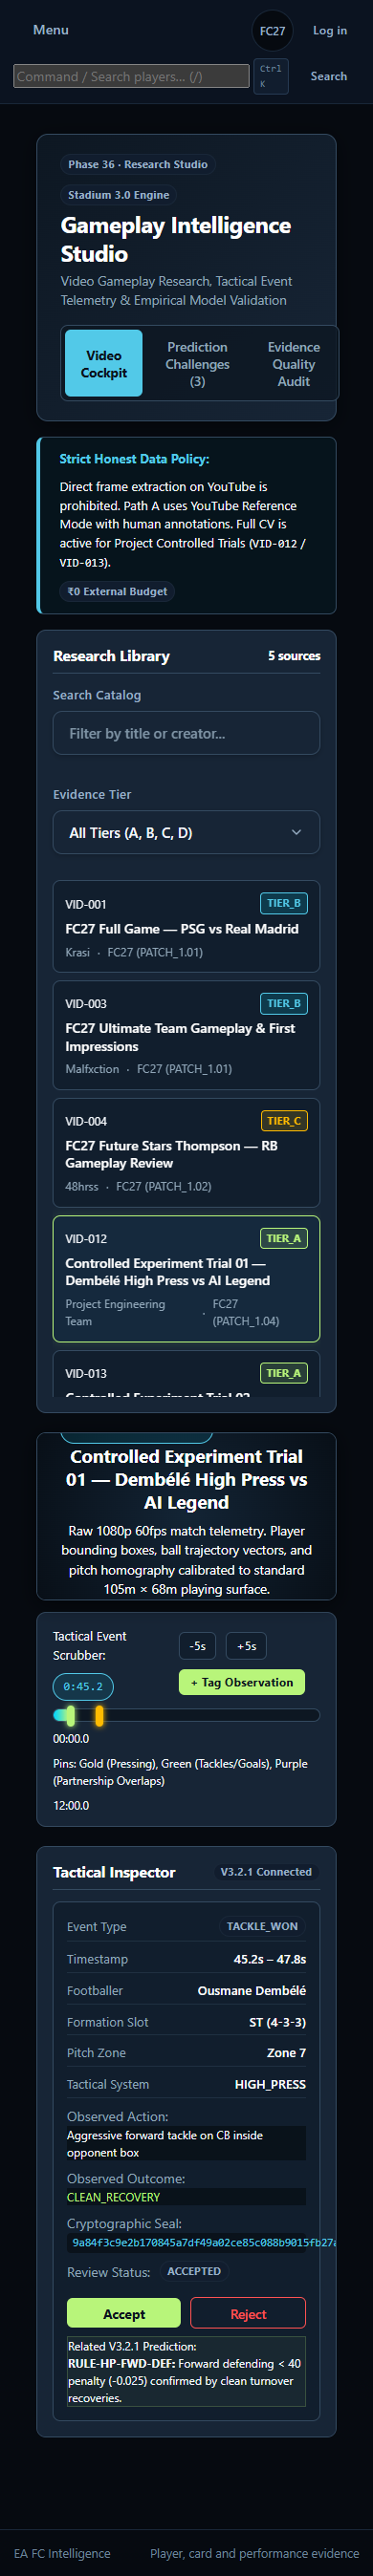 Menu
FC27
Log in
Command / Search players... (/)
Ctrl
K
Search
Phase 36 · Research Studio
Stadium 3.0 Engine
Gameplay Intelligence
Studio
Video Gameplay Research, Tactical Event
Telemetry & Empirical Model Validation
Video
Cockpit
Prediction
Challenges
(3)
Evidence
Quality
Audit
Strict Honest Data Policy:
Direct frame extraction on YouTube is
prohibited. Path A uses YouTube Reference
Mode with human annotations. Full CV is
active for Project Controlled Trials (VID-012 /
VID-013).
₹0 External Budget
Research Library
5 sources
Search Catalog
Filter by title or creator...
Evidence Tier
All Tiers (A, B, C, D)
VID-001
TIER_B
FC27 Full Game — PSG vs Real Madrid
Krasi · FC27 (PATCH_1.01)
VID-003
TIER_B
FC27 Ultimate Team Gameplay & First
Impressions
Malfxction · FC27 (PATCH_1.01)
VID-004
TIER_C
FC27 Future Stars Thompson — RB
Gameplay Review
48hrss · FC27 (PATCH_1.02)
VID-012
TIER_A
Controlled Experiment Trial 01 —
Dembélé High Press vs AI Legend
Project Engineering
Team
·
FC27
(PATCH_1.04)
VID-013
TIER_A
Controlled Experiment Trial 02
Controlled Experiment Trial
01 — Dembélé High Press vs
AI Legend
Raw 1080p 60fps match telemetry. Player
bounding boxes, ball trajectory vectors, and
pitch homography calibrated to standard
105m × 68m playing surface.
Tactical Event
Scrubber:
-5s
+5s
0:45.2
+ Tag Observation
00:00.0
Pins: Gold (Pressing), Green (Tackles/Goals), Purple
(Partnership Overlaps)
12:00.0
Tactical Inspector
V3.2.1 Connected
Event Type
TACKLE_WON
Timestamp
45.2s – 47.8s
Footballer
Ousmane Dembélé
Formation Slot
ST (4-3-3)
Pitch Zone
Zone 7
Tactical System
HIGH_PRESS
Observed Action:
Aggressive forward tackle on CB inside
opponent box
Observed Outcome:
CLEAN_RECOVERY
Cryptographic Seal:
9a84f3c9e2b170845a7df49a02ce85c088b9015fb27a
Review Status:
ACCEPTED
Accept
Reject
Related V3.2.1 Prediction:
RULE-HP-FWD-DEF: Forward defending < 40
penalty (-0.025) confirmed by clean turnover
recoveries.
EA FC Intelligence
Player, card and performance evidence